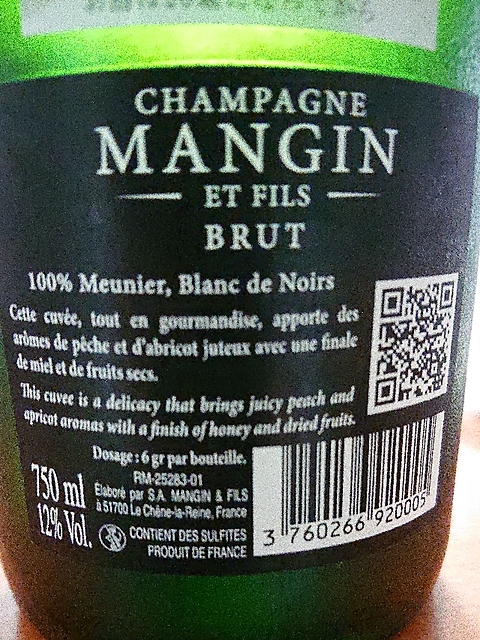 CHAMPAGNE
MANGIN
ET FILS
BRUT
100% Meunier, Blanc de Noirs
Cette cuvée, tout en gourmandise, apporte des
arômes de pêche et d'abricot juteux avec une finale
de miel et de fruits secs.
This cuvee is a delicacy that brings juicy peach and
apricot aromas with a finish of honey and dried fruits.
Dosage : 6 gr par bouteille.
RM-25283-01
Élaboré par S.A. MANGIN & FILS
à 51700 Le Chêne-la-Reine, France
750 ml
12% Vol.
CONTIENT DES SULFITES
PRODUIT DE FRANCE
3 760266 920005